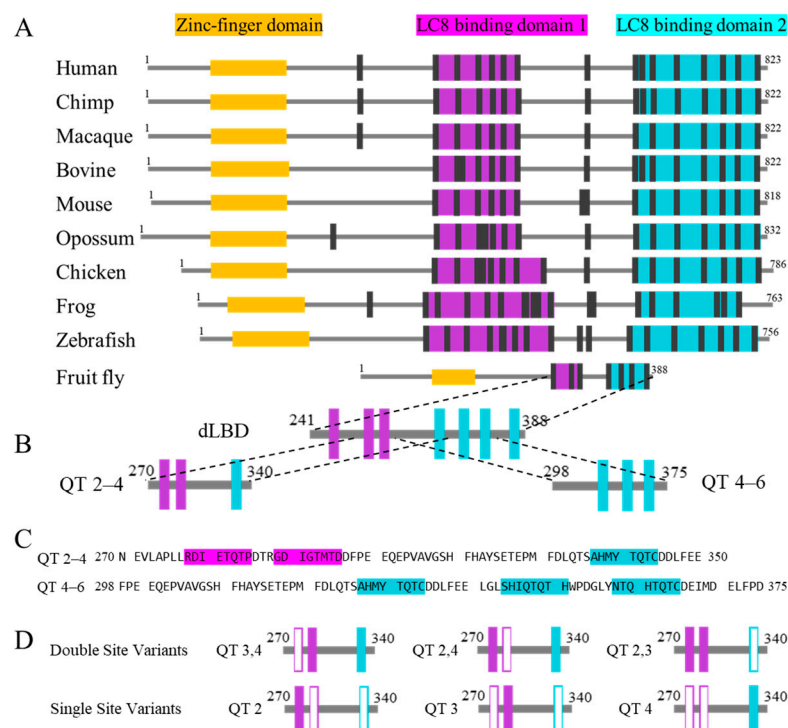 A
Zinc-finger domain LC8 binding domain 1 LC8 binding domain 2
Human 1 823
Chimp 1 822
Macaque 1 822
Bovine 1 822
Mouse 1 818
Opossum 1 832
Chicken 1 786
Frog 1 763
Zebrafish 1 756
Fruit fly 1 388
dLBD 241 388
B
QT 2–4 270 340 298 375 QT 4–6
C
QT 2–4 270 N EVLAPLLRDI ETQTPDTRGD IGTMTDDFPE EQEPVAVGSH FHAYSETEPM FDLQTSAHMY TQTCDDLFEE 350
QT 4–6 298 FPE EQEPVAVGSH FHAYSETEPM FDLQTSAHMY TQTCDDLFEE LGLSHIQTQT HWPDGLYNTQ HTQTCDEIMD ELFPD 375
D
Double Site Variants QT 3,4 270 340 QT 2,4 270 340 QT 2,3 270 340
Single Site Variants QT 2 270 340 QT 3 270 340 QT 4 270 340